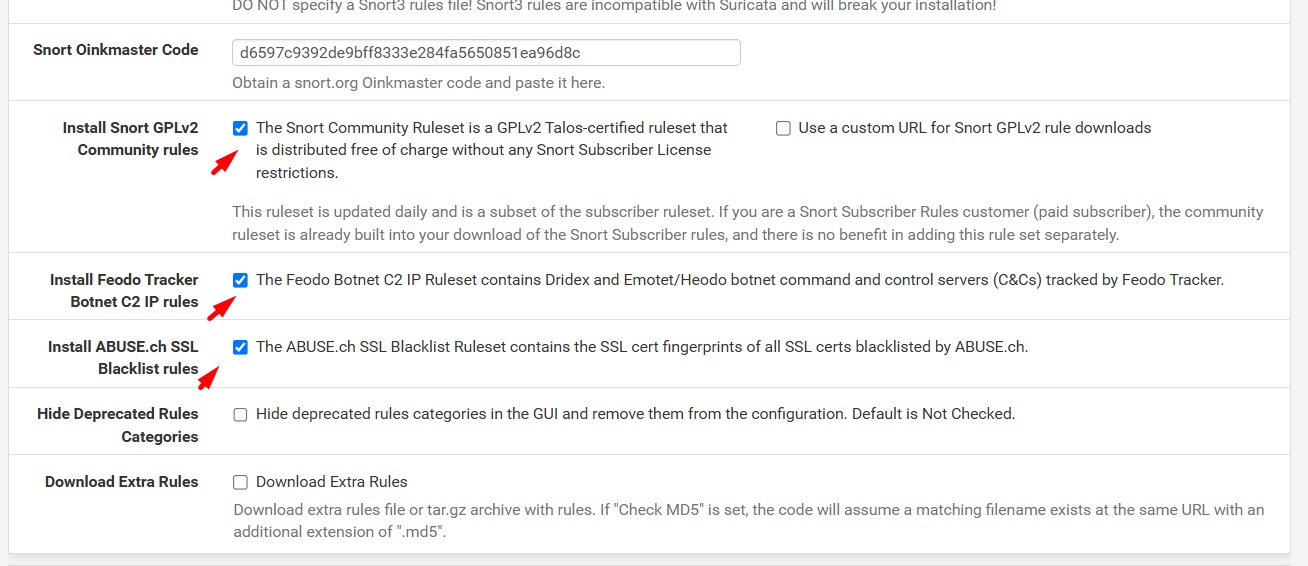 DO NOT specify a Snort3 rules file! Snort3 rules are incompatible with Suricata and will break your installation!
Snort Oinkmaster Code
d6597c9392de9bff8333e284fa5650851ea96d8c
Obtain a snort.org Oinkmaster code and paste it here.
Install Snort GPLv2
Community rules
The Snort Community Ruleset is a GPLv2 Talos-certified ruleset that
is distributed free of charge without any Snort Subscriber License
restrictions.
Use a custom URL for Snort GPLv2 rule downloads
This ruleset is updated daily and is a subset of the subscriber ruleset. If you are a Snort Subscriber Rules customer (paid subscriber), the community
ruleset is already built into your download of the Snort Subscriber rules, and there is no benefit in adding this rule set separately.
Install Feodo Tracker
Botnet C2 IP rules
The Feodo Botnet C2 IP Ruleset contains Dridex and Emotet/Heodo botnet command and control servers (C&Cs) tracked by Feodo Tracker.
Install ABUSE.ch SSL
Blacklist rules
The ABUSE.ch SSL Blacklist Ruleset contains the SSL cert fingerprints of all SSL certs blacklisted by ABUSE.ch.
Hide Deprecated Rules
Categories
Hide deprecated rules categories in the GUI and remove them from the configuration. Default is Not Checked.
Download Extra Rules
Download Extra Rules
Download extra rules file or tar.gz archive with rules. If "Check MD5" is set, the code will assume a matching filename exists at the same URL with an
additional extension of ".md5".